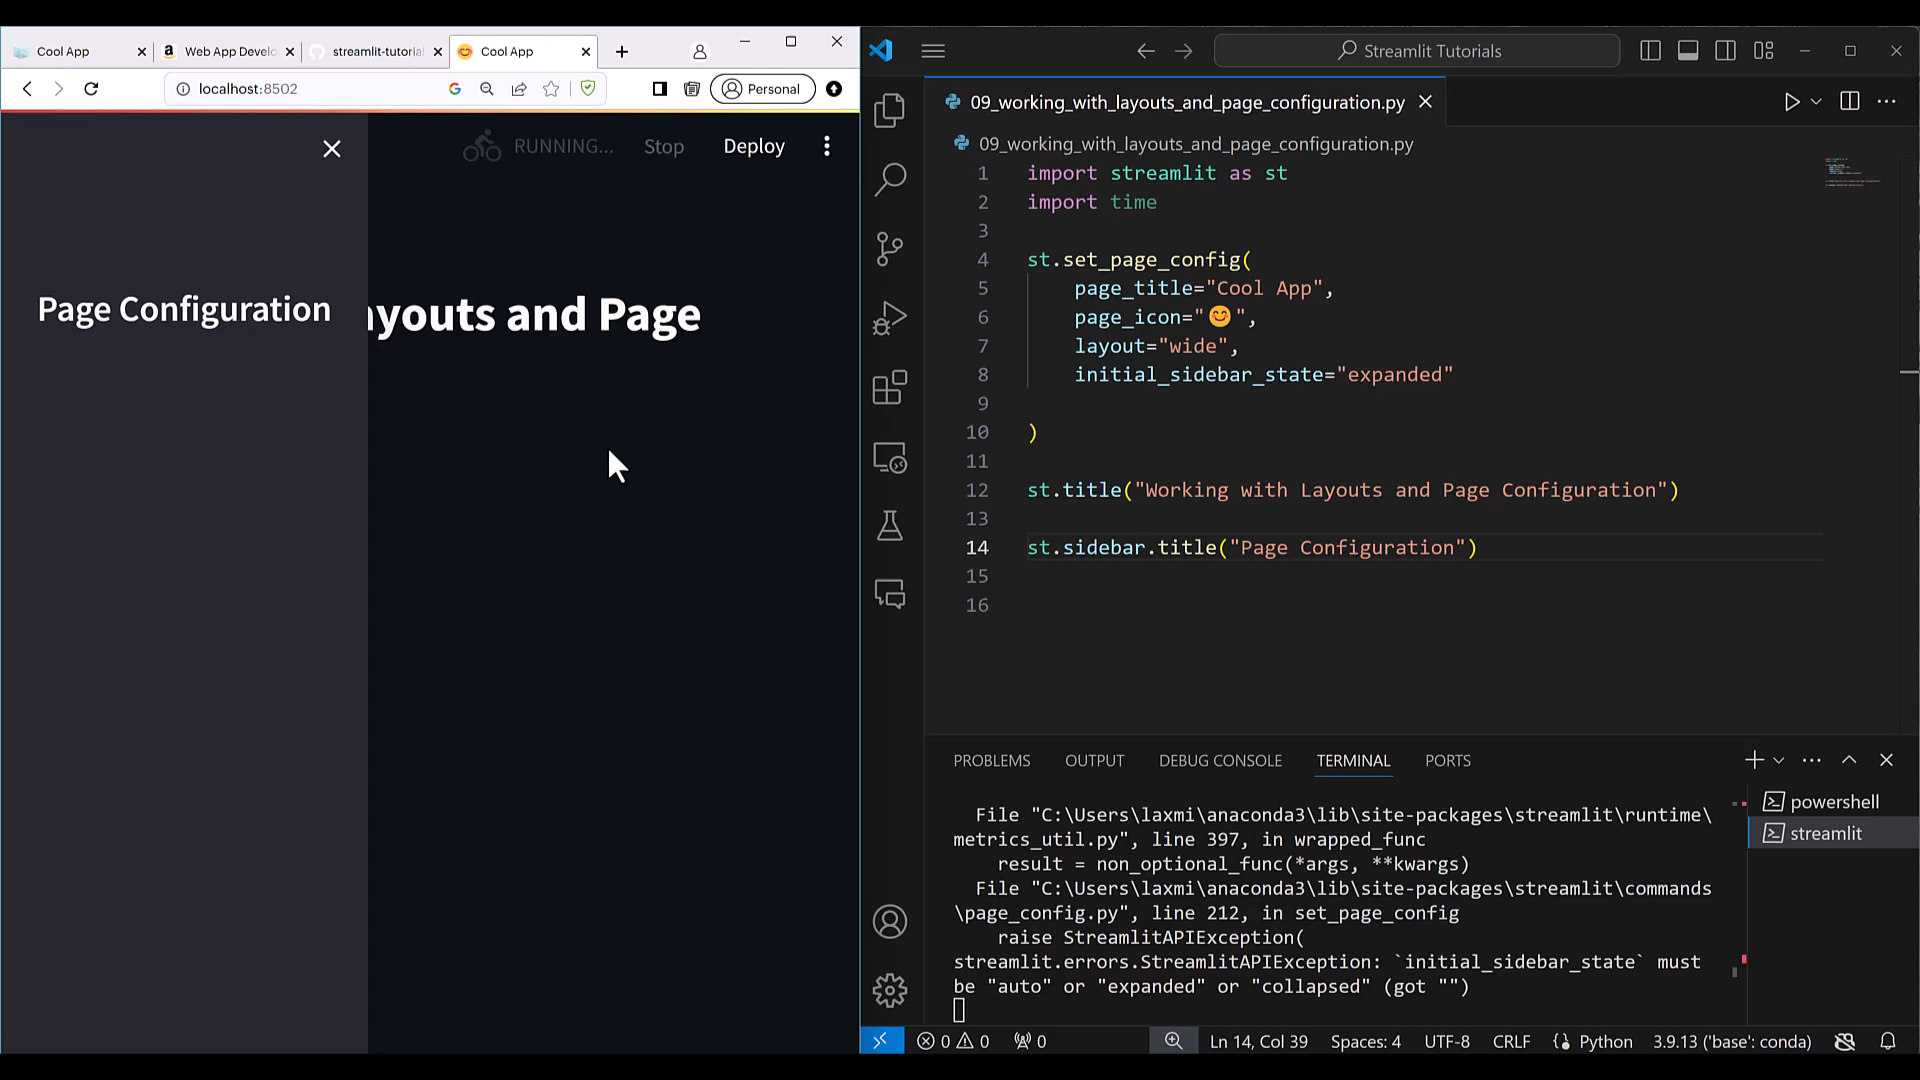 Cool App
Web App Devel
streamlit-tutorial
Cool App
localhost:8502
Personal
RUNNING...
Stop
Deploy
Page Configuration
ayouts and Page
Streamlit Tutorials
09_working_with_layouts_and_page_configuration.py
09_working_with_layouts_and_page_configuration.py
1 import streamlit as st
2 import time
3
4 st.set_page_config(
5 page_title="Cool App",
6 page_icon="😊",
7 layout="wide",
8 initial_sidebar_state="expanded"
9
10 )
11
12 st.title("Working with Layouts and Page Configuration")
13
14 st.sidebar.title("Page Configuration")
15
16
PROBLEMS OUTPUT DEBUG CONSOLE TERMINAL PORTS
File "C:\Users\laxmi\anaconda3\lib\site-packages\streamlit\runtime\
metrics_util.py", line 397, in wrapped_func
result = non_optional_func(*args, **kwargs)
File "C:\Users\laxmi\anaconda3\lib\site-packages\streamlit\commands
\page_config.py", line 212, in set_page_config
raise StreamlitAPIException(
streamlit.errors.StreamlitAPIException: `initial_sidebar_state` must
be "auto" or "expanded" or "collapsed" (got "")
powershell
streamlit
0 0 0
Ln 14, Col 39 Spaces: 4 UTF-8 CRLF Python 3.9.13 ('base': conda)